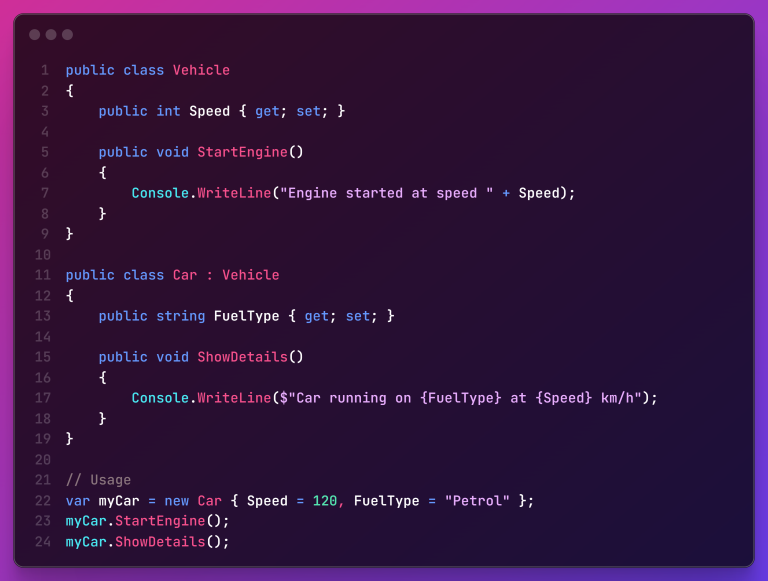 1 public class Vehicle
2 {
3     public int Speed { get; set; }
4
5     public void StartEngine()
6     {
7         Console.WriteLine("Engine started at speed " + Speed);
8     }
9 }
10
11 public class Car : Vehicle
12 {
13     public string FuelType { get; set; }
14
15     public void ShowDetails()
16     {
17         Console.WriteLine($"Car running on {FuelType} at {Speed} km/h");
18     }
19 }
20
21 // Usage
22 var myCar = new Car { Speed = 120, FuelType = "Petrol" };
23 myCar.StartEngine();
24 myCar.ShowDetails();